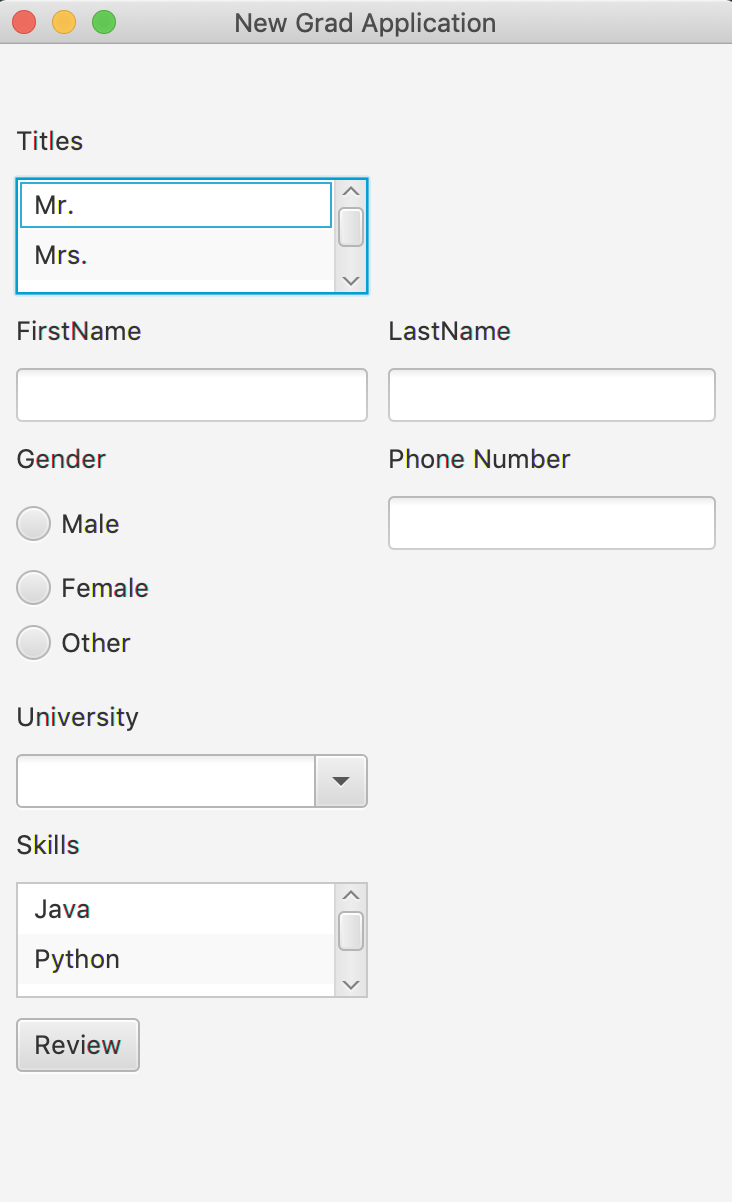 New Grad Application
Titles
Mr.
Mrs.
FirstName
LastName
Gender
Phone Number
Male
Female
Other
University
Skills
Java
Python
Review